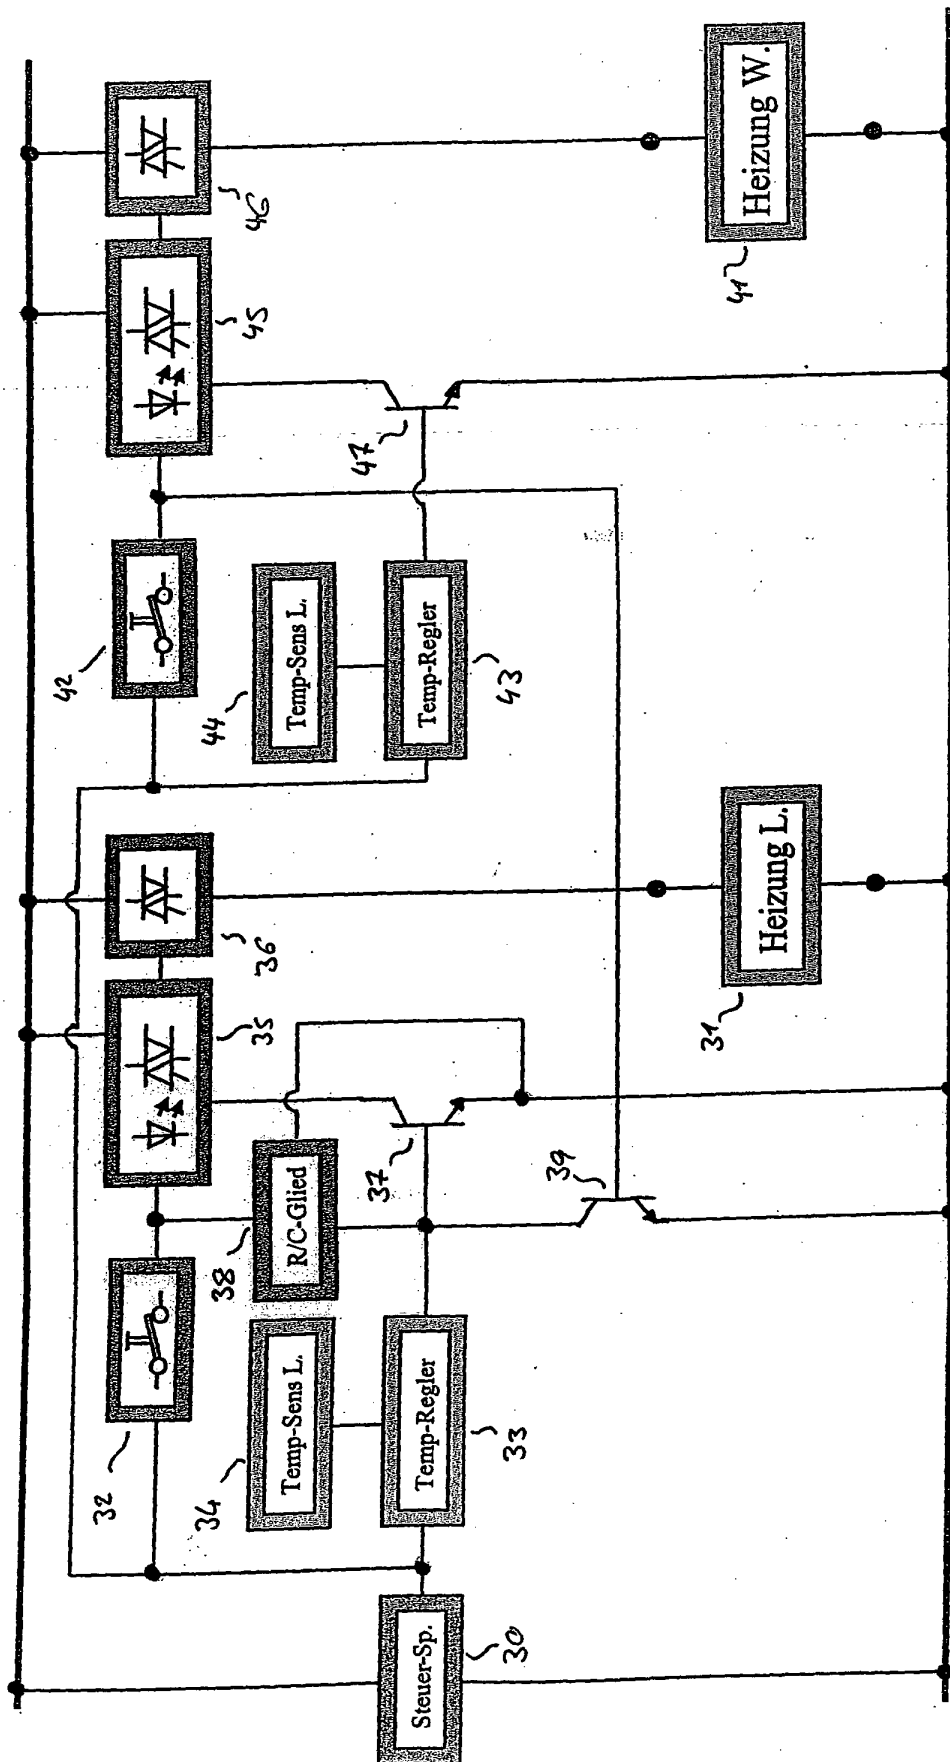 Steuer-Sp.
30
32
Temp-Sens L.
34
Temp-Regler
33
R/C-Glied
38
35
36
37
39
Heizung L.
31
42
Temp-Sens L.
44
Temp-Regler
43
45
46
47
Heizung W.
41